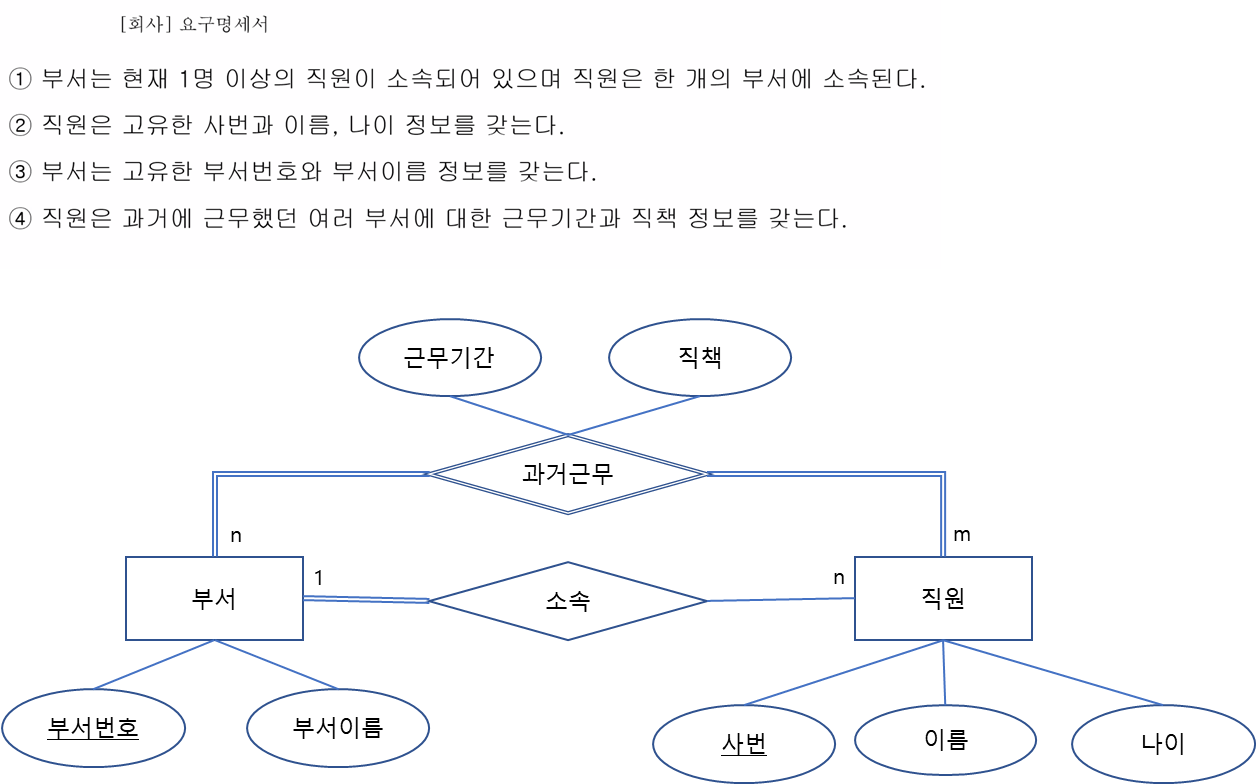 [회사] 요구명세서
① 부서는 현재 1명 이상의 직원이 소속되어 있으며 직원은 한 개의 부서에 소속된다.
② 직원은 고유한 사번과 이름, 나이 정보를 갖는다.
③ 부서는 고유한 부서번호와 부서이름 정보를 갖는다.
④ 직원은 과거에 근무했던 여러 부서에 대한 근무기간과 직책 정보를 갖는다.
근무기간 직책
과거근무
n m
1 n
부서 소속 직원
부서번호 부서이름 사번 이름 나이